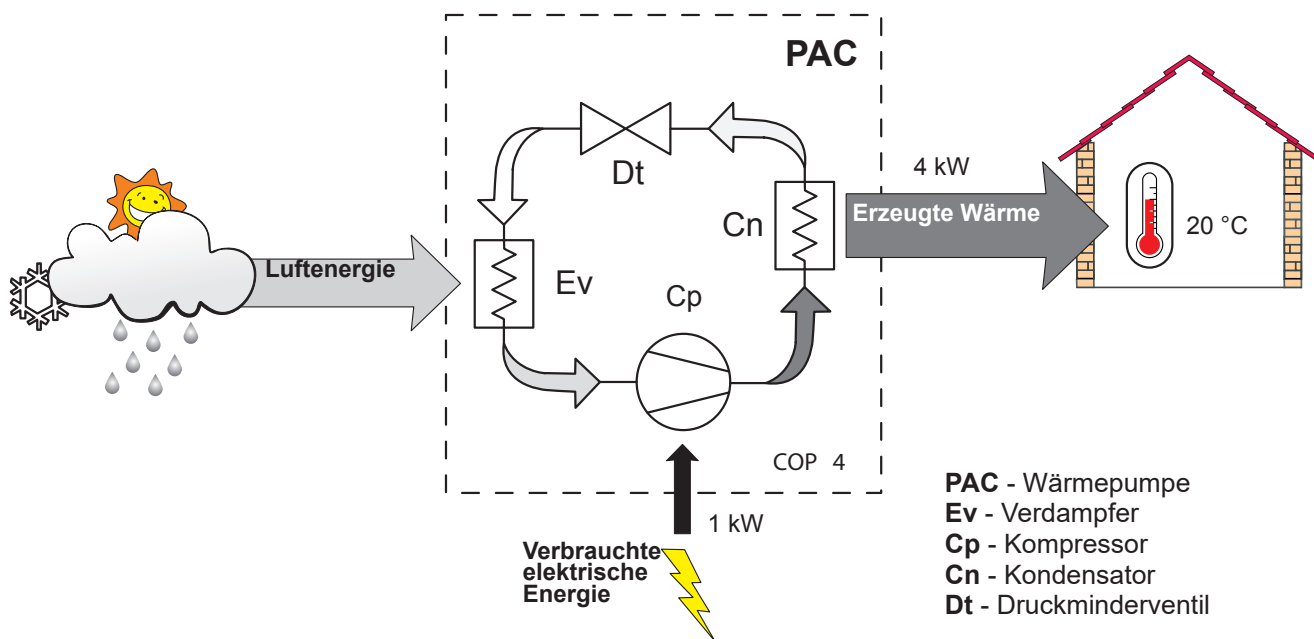 PAC
Dt
4 kW
Erzeugte Wärme
Cn
20 °C
Luftenergie
Ev
Cp
COP 4
1 kW
Verbrauchte
elektrische
Energie
PAC - Wärmepumpe
Ev - Verdampfer
Cp - Kompressor
Cn - Kondensator
Dt - Druckminderventil